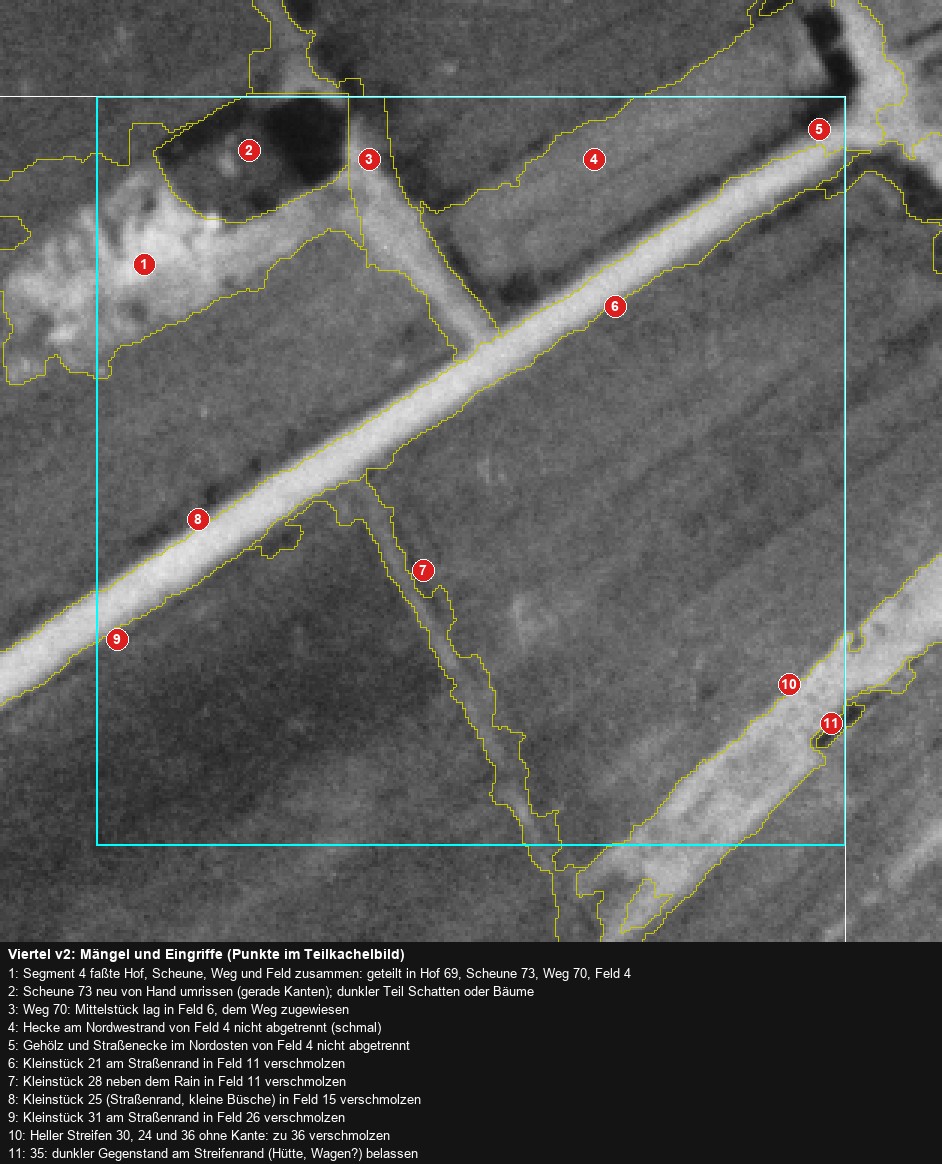 2
3
4
5
1
6
8
7
9
10
11
Viertel v2: Mängel und Eingriffe (Punkte im Teilkachelbild)
1: Segment 4 faßte Hof, Scheune, Weg und Feld zusammen: geteilt in Hof 69, Scheune 73, Weg 70, Feld 4
2: Scheune 73 neu von Hand umrissen (gerade Kanten); dunkler Teil Schatten oder Bäume
3: Weg 70: Mittelstück lag in Feld 6, dem Weg zugewiesen
4: Hecke am Nordwestrand von Feld 4 nicht abgetrennt (schmal)
5: Gehölz und Straßenecke im Nordosten von Feld 4 nicht abgetrennt
6: Kleinstück 21 am Straßenrand in Feld 11 verschmolzen
7: Kleinstück 28 neben dem Rain in Feld 11 verschmolzen
8: Kleinstück 25 (Straßenrand, kleine Büsche) in Feld 15 verschmolzen
9: Kleinstück 31 am Straßenrand in Feld 26 verschmolzen
10: Heller Streifen 30, 24 und 36 ohne Kante: zu 36 verschmolzen
11: 35: dunkler Gegenstand am Streifenrand (Hütte, Wagen?) belassen